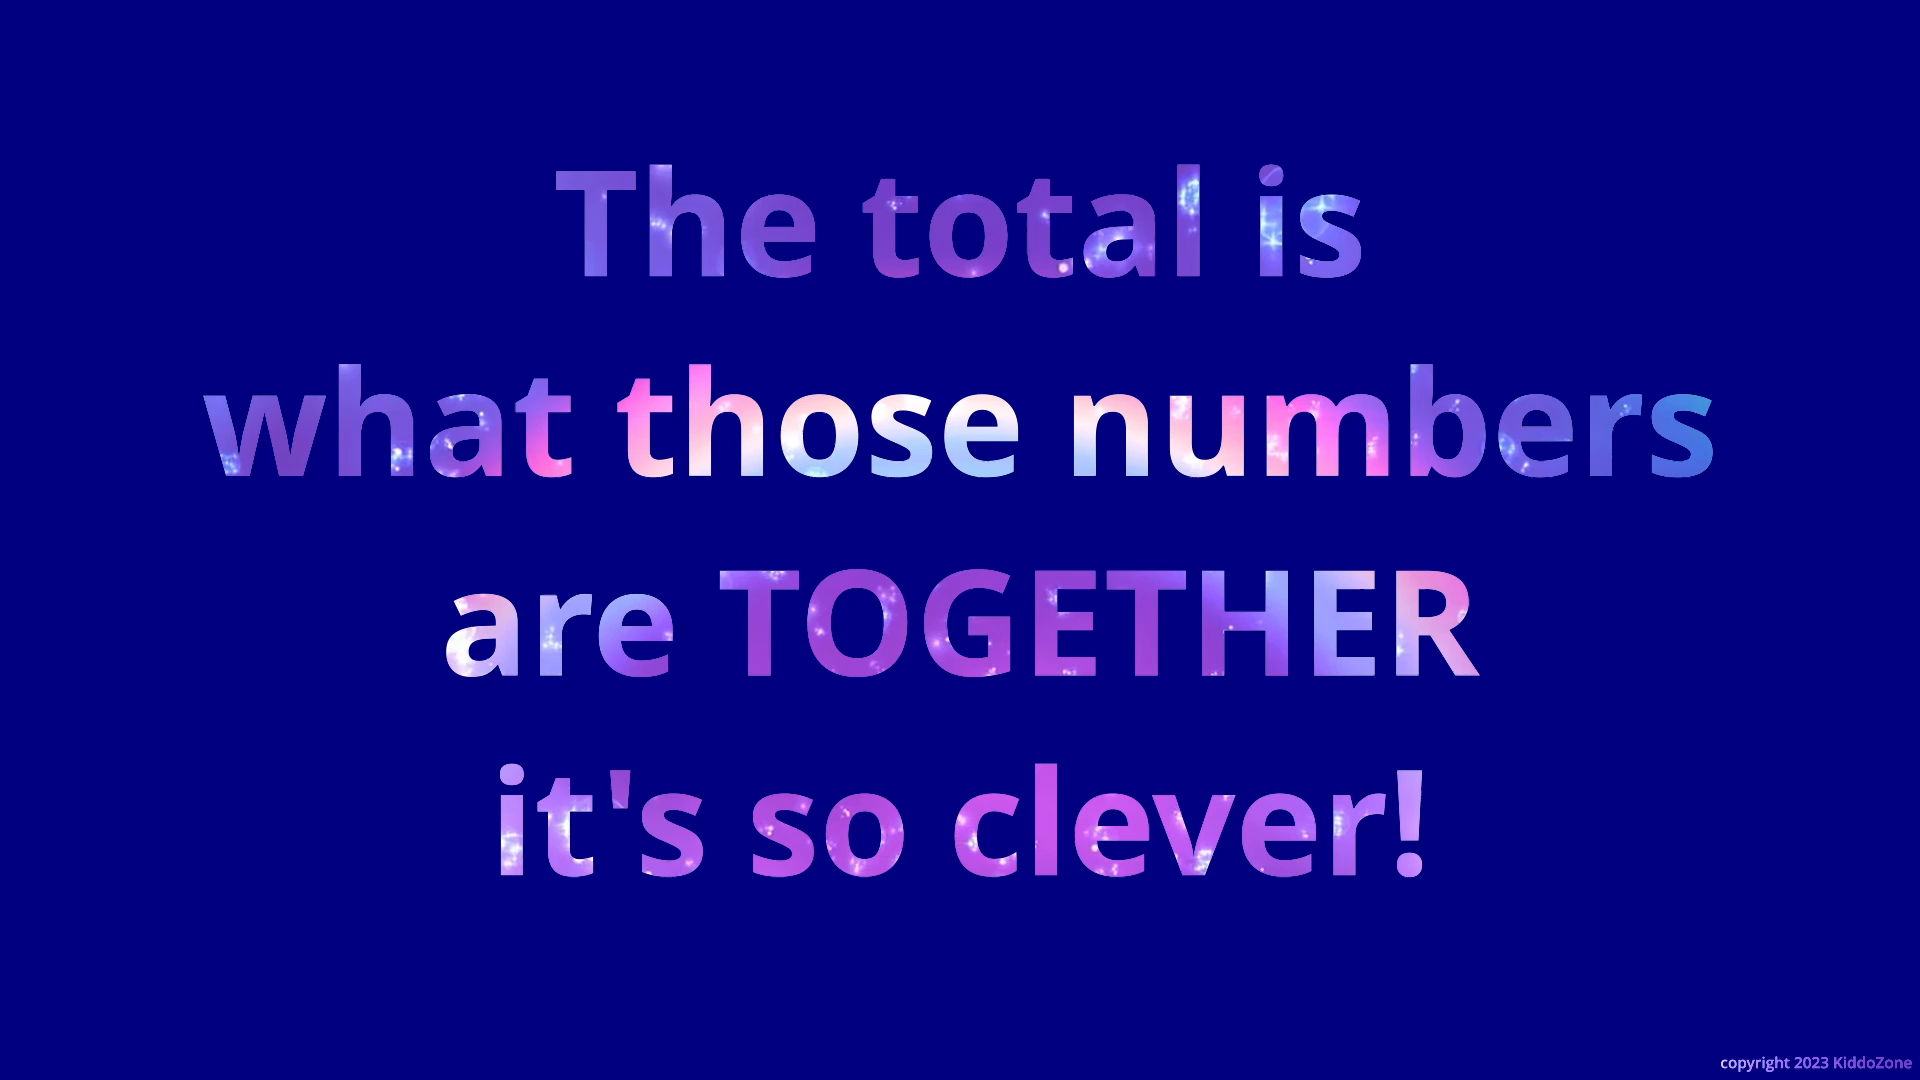 The total is
what those numbers
are TOGETHER
it's so clever!
copyright 2023 KiddoZone